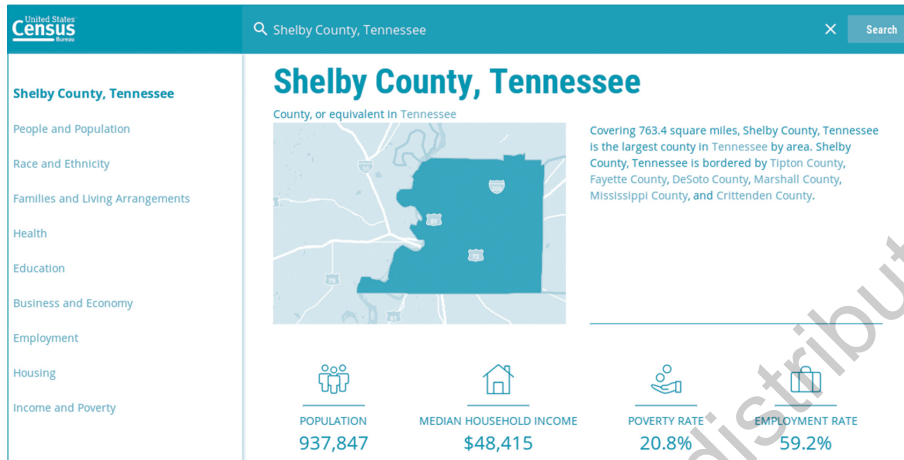 United States
Census
Bureau
Shelby County, Tennessee
Search
Shelby County, Tennessee
People and Population
Race and Ethnicity
Families and Living Arrangements
Health
Education
Business and Economy
Employment
Housing
Income and Poverty
Shelby County, Tennessee
County, or equivalent in Tennessee
Covering 763.4 square miles, Shelby County, Tennessee
is the largest county in Tennessee by area. Shelby
County, Tennessee is bordered by Tipton County,
Fayette County, DeSoto County, Marshall County,
Mississippi County, and Crittenden County.
POPULATION
937,847
MEDIAN HOUSEHOLD INCOME
$48,415
POVERTY RATE
20.8%
EMPLOYMENT RATE
59.2%
distribut